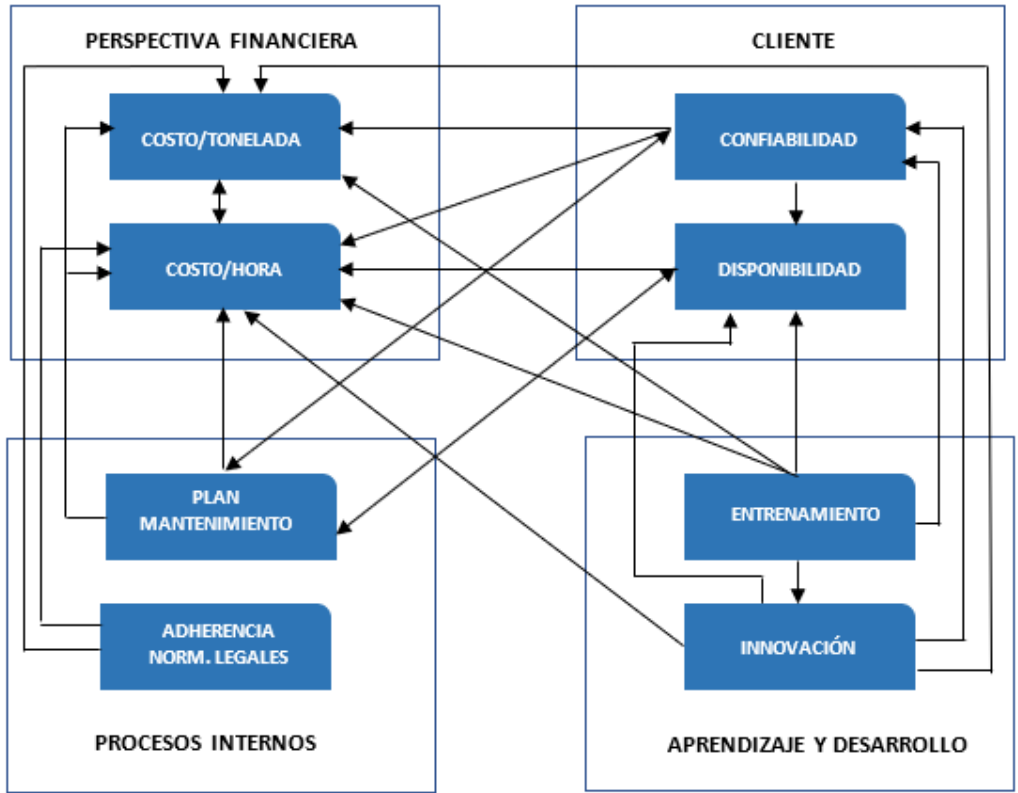 PERSPECTIVA FINANCIERA
COSTO/TONELADA
COSTO/HORA
CLIENTE
CONFIABILIDAD
DISPONIBILIDAD
PLAN
MANTENIMIENTO
ADHERENCIA
NORM. LEGALES
PROCESOS INTERNOS
ENTRENAMIENTO
INNOVACIÓN
APRENDIZAJE Y DESARROLLO